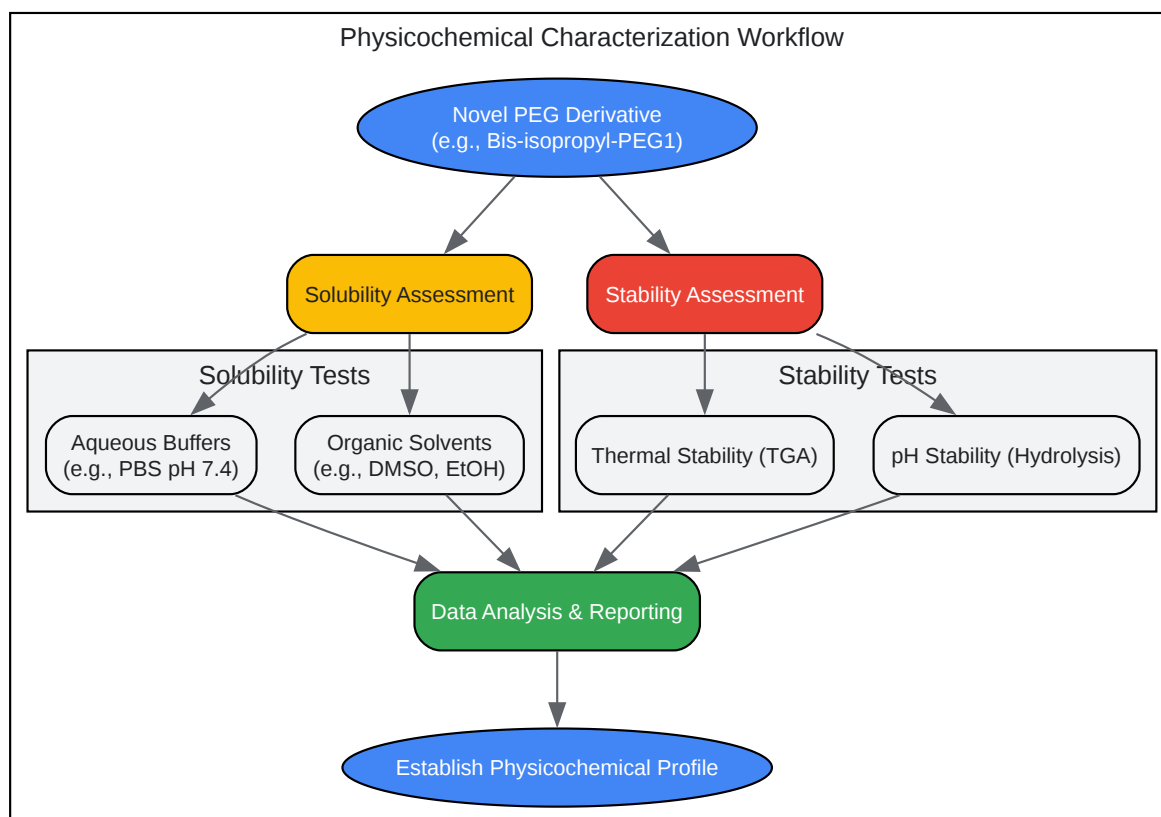 Physicochemical Characterization Workflow
Novel PEG Derivative
(e.g., Bis-isopropyl-PEG1)
Solubility Assessment
Stability Assessment
Solubility Tests
Stability Tests
Aqueous Buffers
(e.g., PBS pH 7.4)
Organic Solvents
(e.g., DMSO, EtOH)
Thermal Stability (TGA)
pH Stability (Hydrolysis)
Data Analysis & Reporting
Establish Physicochemical Profile